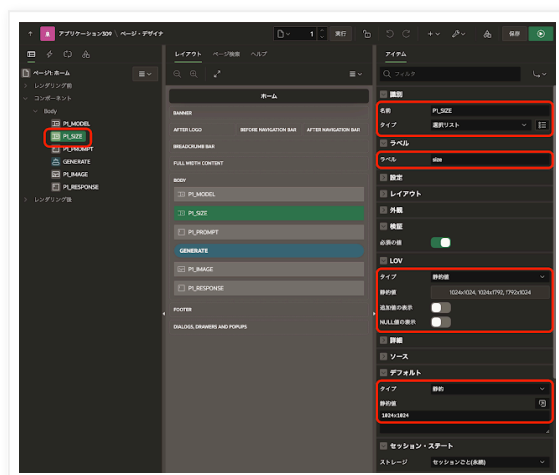 アプリケーション309 \ ページ・デザイナ
1
実行
保存
ページ1: ホーム
レンダリング前
コンポーネント
Body
P1_MODEL
P1_SIZE
P1_PROMPT
GENERATE
P1_IMAGE
P1_RESPONSE
レンダリング後
レイアウト ページ検索 ヘルプ
ホーム
BANNER
AFTER LOGO BEFORE NAVIGATION BAR AFTER NAVIGATION BAR
BREADCRUMB BAR
FULL WIDTH CONTENT
BODY
P1_MODEL
P1_SIZE
P1_PROMPT
GENERATE
P1_IMAGE
P1_RESPONSE
FOOTER
DIALOGS, DRAWERS AND POPUPS
アイテム
フィルタ
識別
名前 P1_SIZE
タイプ 選択リスト
ラベル
ラベル size
設定
レイアウト
外観
検証
必須の値
LOV
タイプ 静的値
静的値 1024x1024, 1024x1792, 1792x1024
追加値の表示
NULL値の表示
詳細
ソース
デフォルト
タイプ 静的
静的値
1024x1024
セッション・ステート
ストレージ セッションごと(永続)